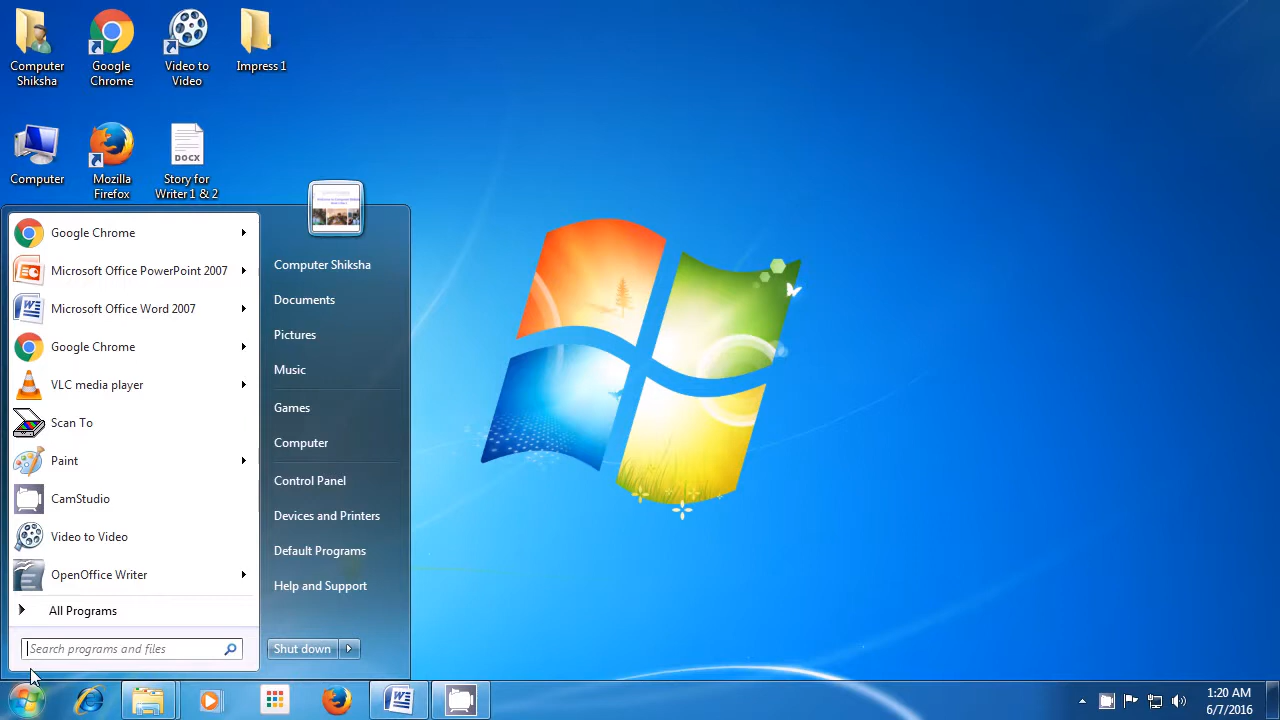 Computer
Shiksha
Google
Chrome
Video to
Video
Impress 1
Computer
Mozilla
Firefox
DOCX
Story for
Writer 1 & 2
Google Chrome
Microsoft Office PowerPoint 2007
Microsoft Office Word 2007
Google Chrome
VLC media player
Scan To
Paint
CamStudio
Video to Video
OpenOffice Writer
All Programs
Search programs and files
Computer Shiksha
Documents
Pictures
Music
Games
Computer
Control Panel
Devices and Printers
Default Programs
Help and Support
Shut down
1:20 AM
6/7/2016